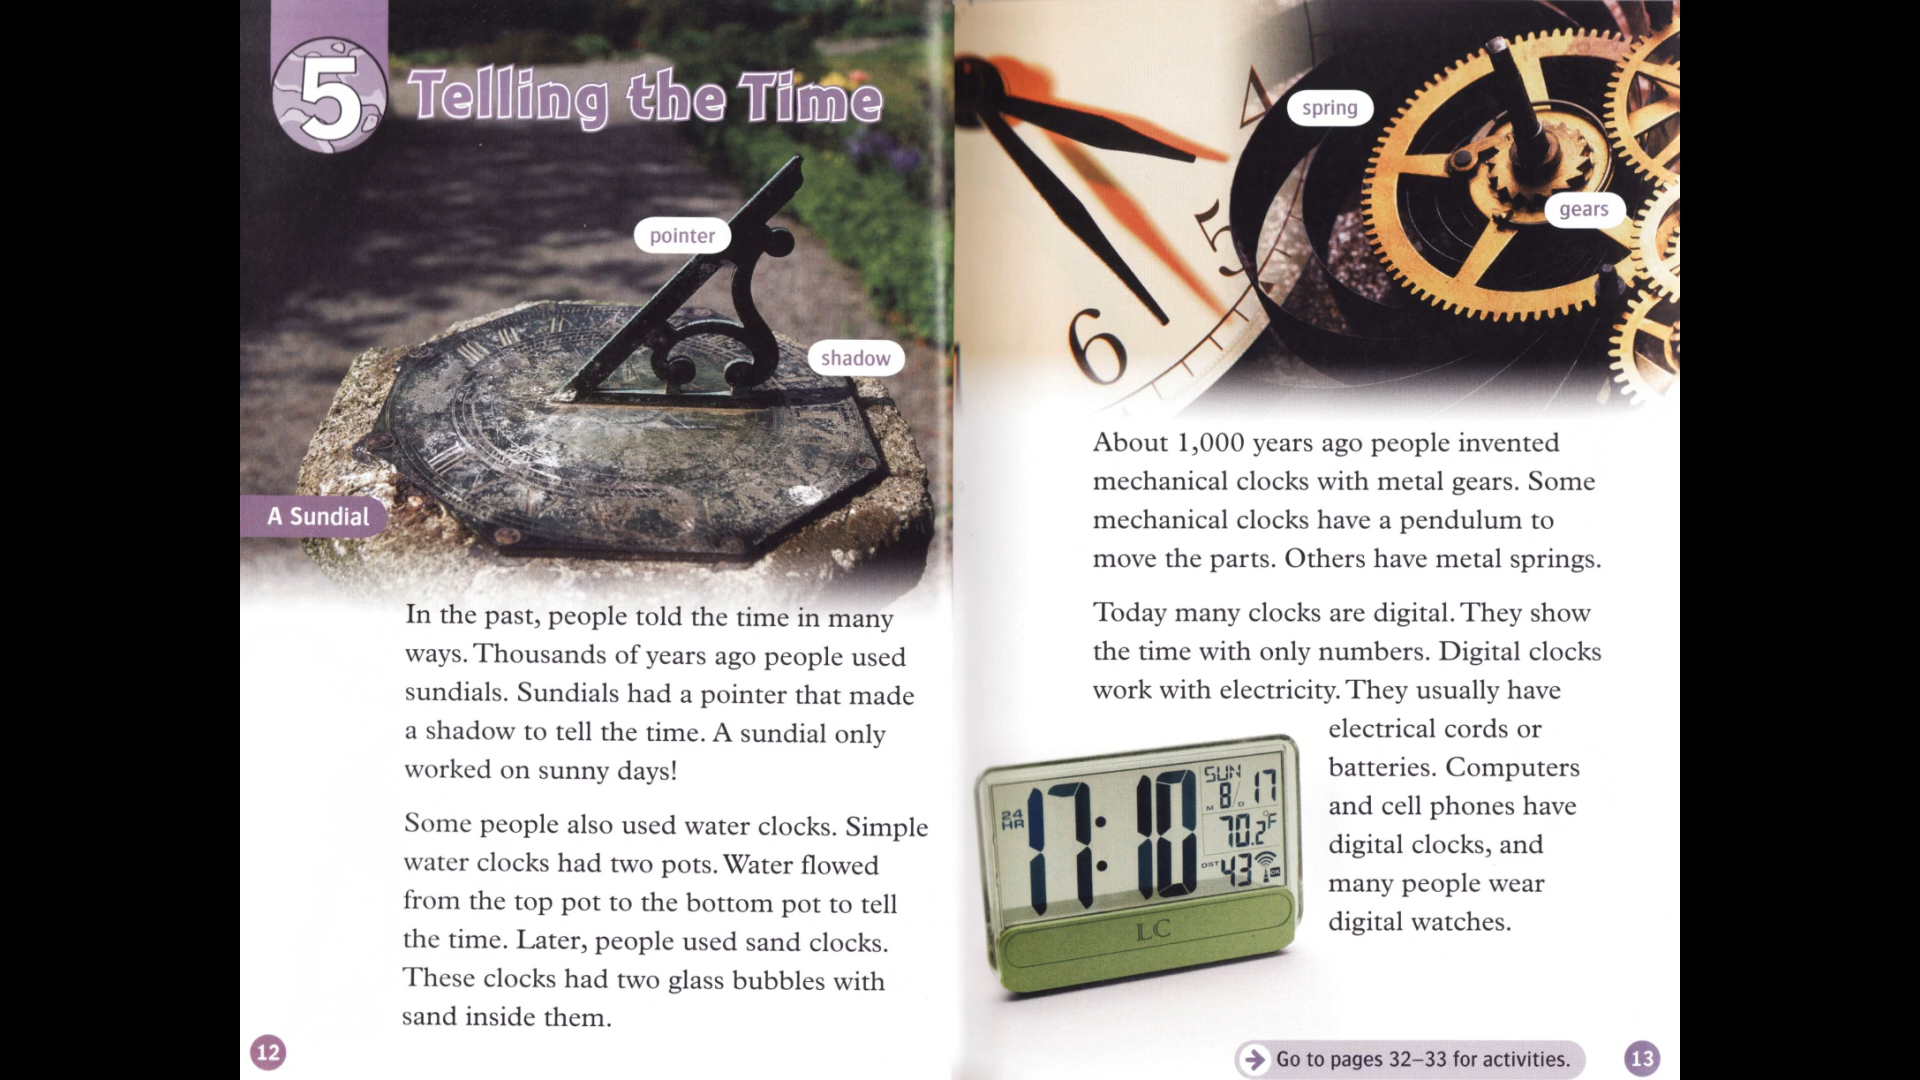 5 Telling the Time
pointer
shadow
A Sundial
In the past, people told the time in many
ways. Thousands of years ago people used
sundials. Sundials had a pointer that made
a shadow to tell the time. A sundial only
worked on sunny days!
Some people also used water clocks. Simple
water clocks had two pots. Water flowed
from the top pot to the bottom pot to tell
the time. Later, people used sand clocks.
These clocks had two glass bubbles with
sand inside them.
12
4
5
6
spring
gears
About 1,000 years ago people invented
mechanical clocks with metal gears. Some
mechanical clocks have a pendulum to
move the parts. Others have metal springs.
Today many clocks are digital. They show
the time with only numbers. Digital clocks
work with electricity. They usually have
electrical cords or
batteries. Computers
and cell phones have
digital clocks, and
many people wear
digital watches.
24
HR
17:10
SUN
8/17
M D
70.2°F
DST 43
LC
Go to pages 32–33 for activities.
13